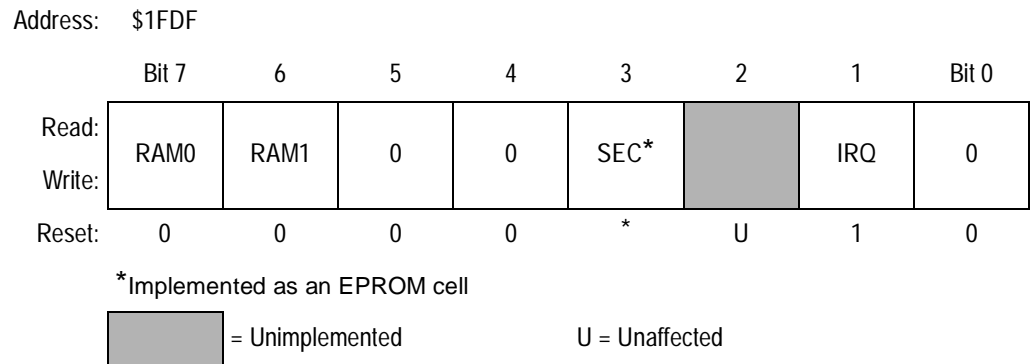 Address: $1FDF
Bit 7 6 5 4 3 2 1 Bit 0
Read:
RAM0 RAM1 0 0 SEC* IRQ 0
Write:
Reset: 0 0 0 0 * U 1 0
*Implemented as an EPROM cell
= Unimplemented U = Unaffected